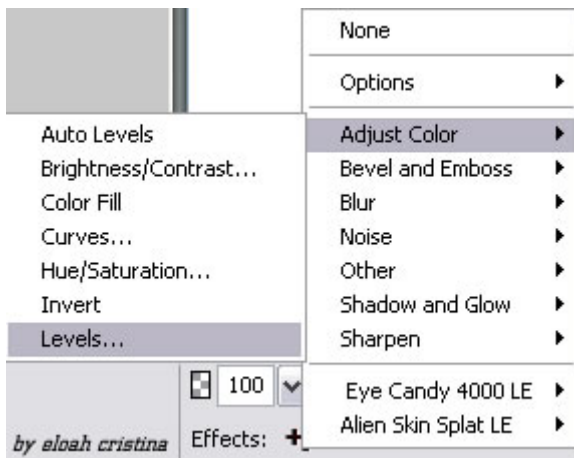 None
Options
Adjust Color
Bevel and Emboss
Blur
Noise
Other
Shadow and Glow
Sharpen
Eye Candy 4000 LE
Alien Skin Splat LE
Auto Levels
Brightness/Contrast...
Color Fill
Curves...
Hue/Saturation...
Invert
Levels...
100
Effects:
by eloah cristina